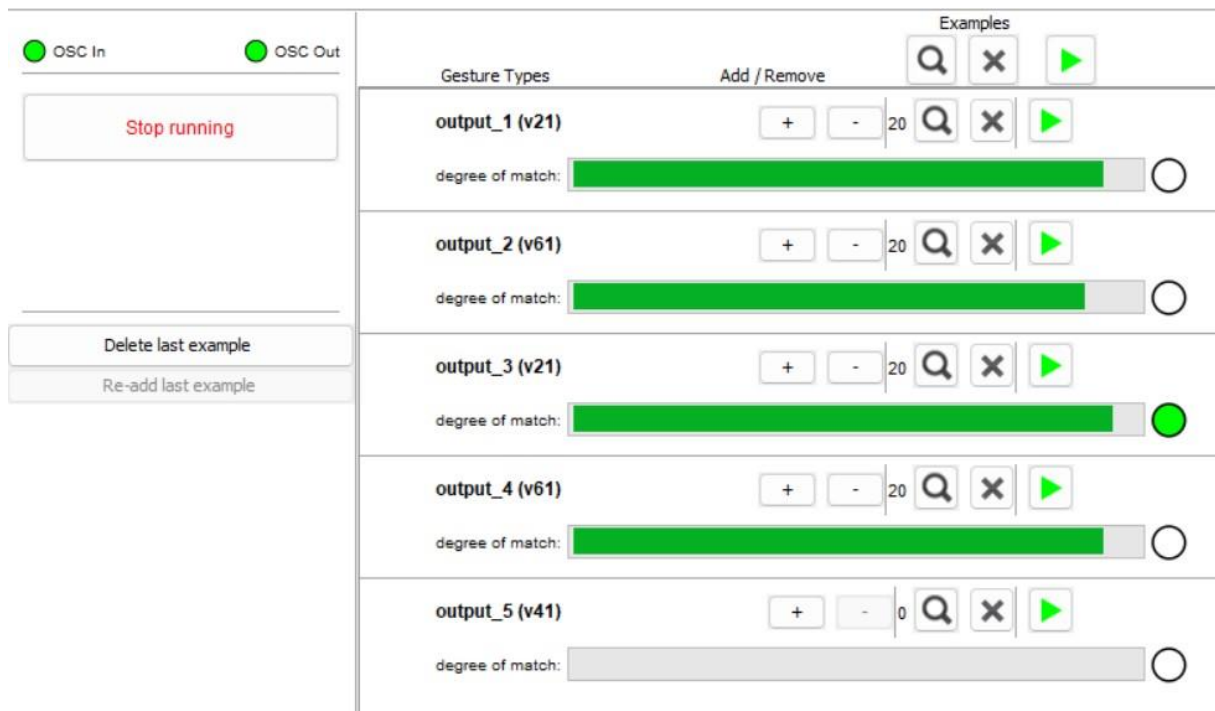 OSC In
OSC Out
Stop running
Delete last example
Re-add last example
Examples
Gesture Types
Add / Remove
output_1 (v21)
+
-
20
degree of match:
output_2 (v61)
+
-
20
degree of match:
output_3 (v21)
+
-
20
degree of match:
output_4 (v61)
+
-
20
degree of match:
output_5 (v41)
+
-
0
degree of match: